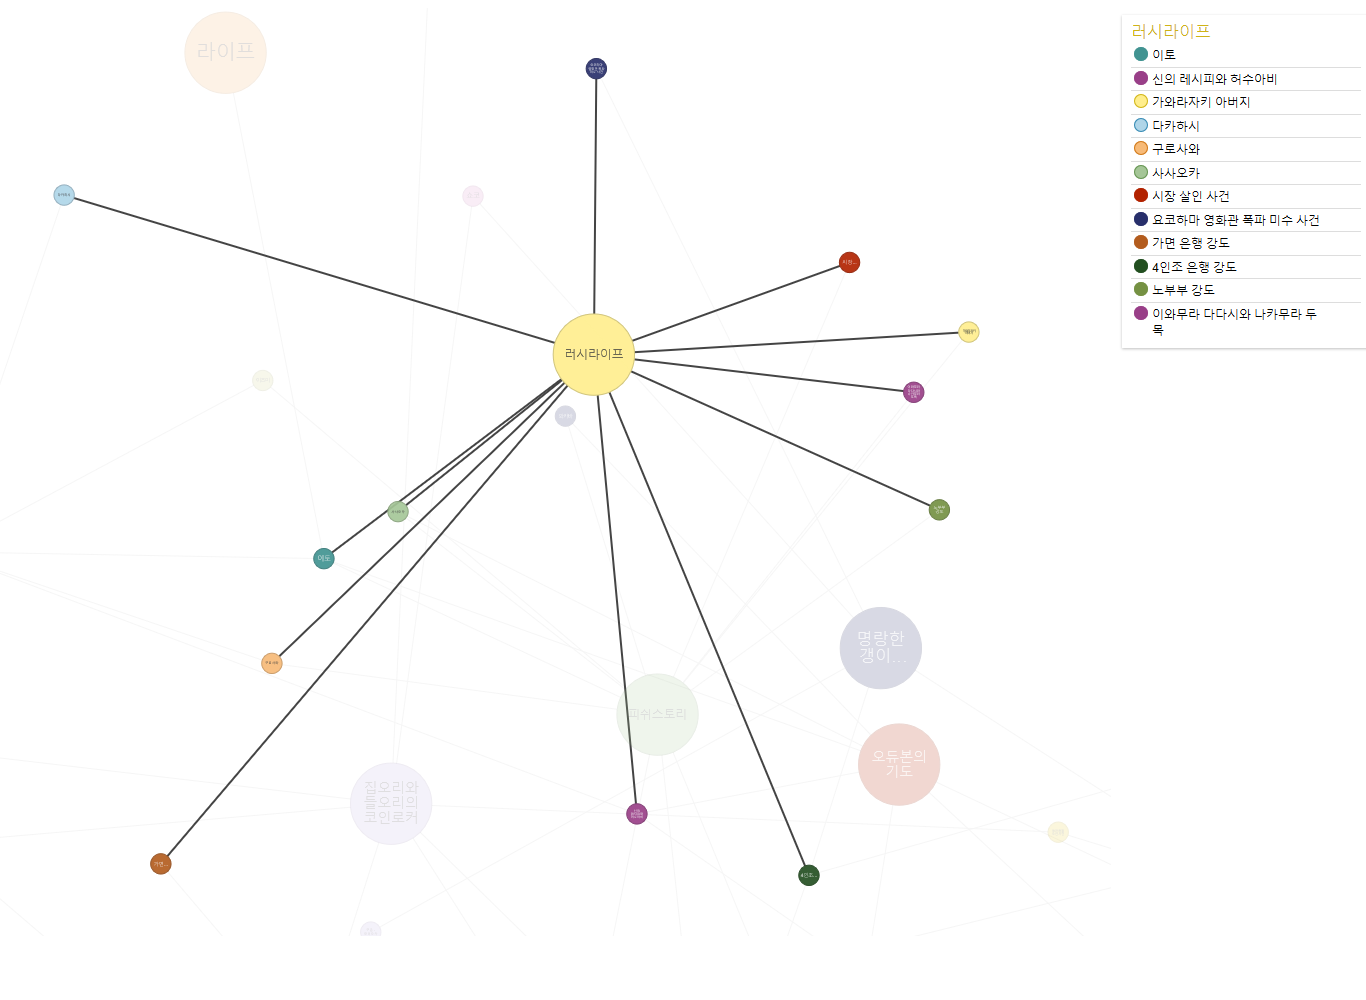 라이프
러시라이프
이토
명랑한
갱이...
피쉬스토리
오듀본의
기도
집오리와
들오리의
코인로커
4인조...
러시라이프
이토
신의 레시피와 허수아비
가와라자키 아버지
다카하시
구로사와
사사오카
시장 살인 사건
요코하마 영화관 폭파 미수 사건
가면 은행 강도
4인조 은행 강도
노부부 강도
이와무라 다다시와 나카무라 두
목